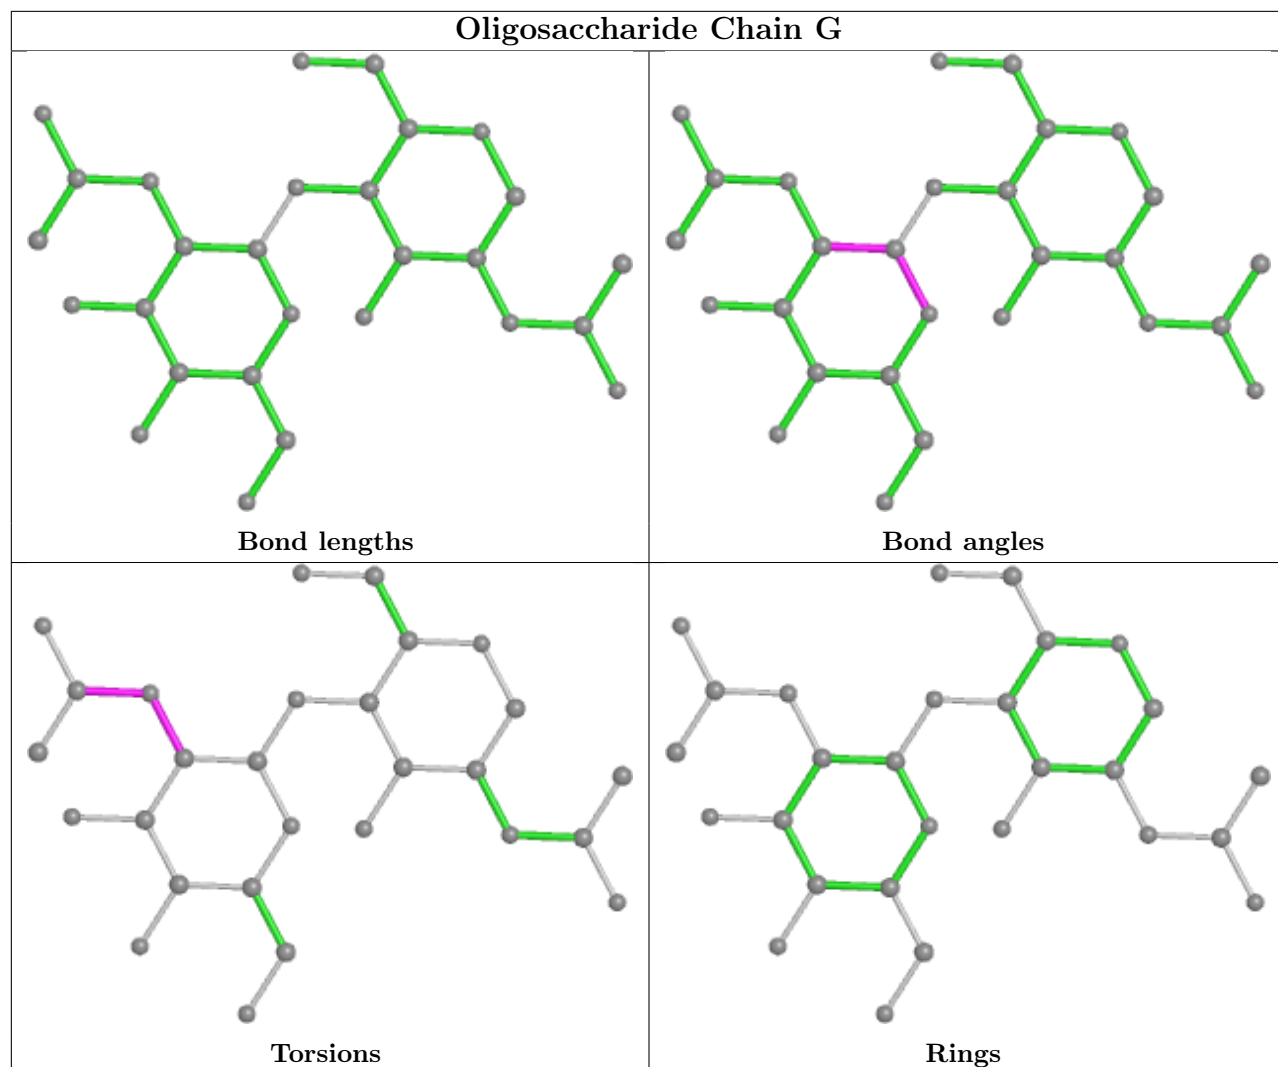 Oligosaccharide Chain G
Bond lengths
Bond angles
Torsions
Rings